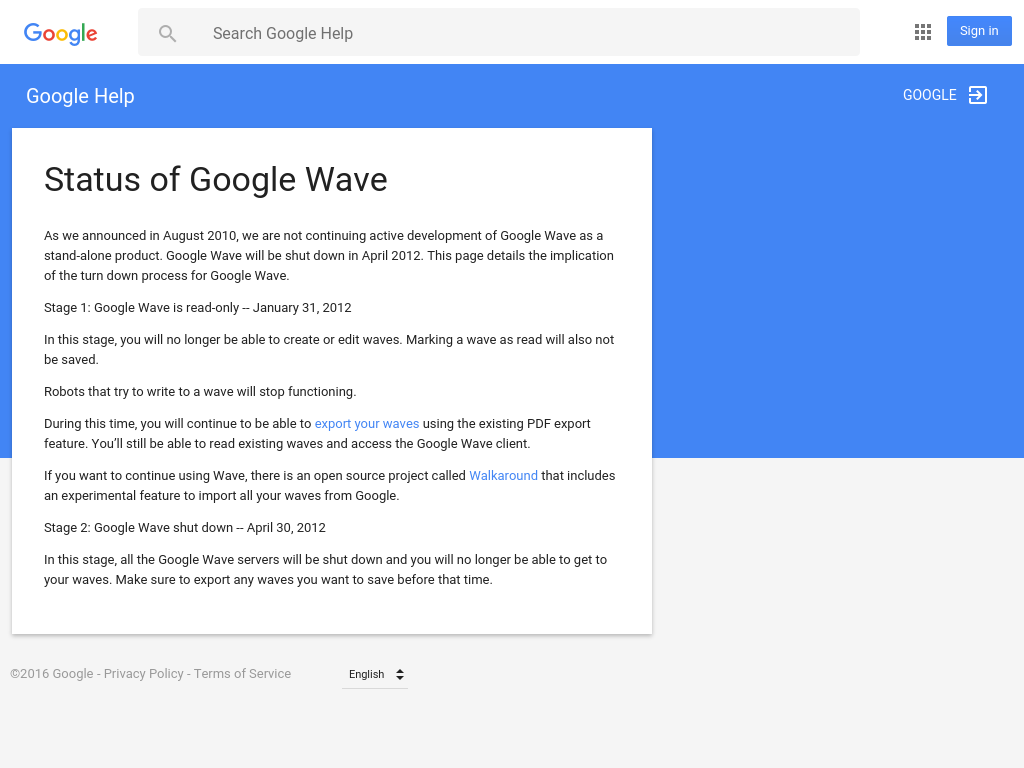 Google
Search Google Help
Sign in
Google Help
GOOGLE
Status of Google Wave
As we announced in August 2010, we are not continuing active development of Google Wave as a
stand-alone product. Google Wave will be shut down in April 2012. This page details the implication
of the turn down process for Google Wave.
Stage 1: Google Wave is read-only -- January 31, 2012
In this stage, you will no longer be able to create or edit waves. Marking a wave as read will also not
be saved.
Robots that try to write to a wave will stop functioning.
During this time, you will continue to be able to export your waves using the existing PDF export
feature. You’ll still be able to read existing waves and access the Google Wave client.
If you want to continue using Wave, there is an open source project called Walkaround that includes
an experimental feature to import all your waves from Google.
Stage 2: Google Wave shut down -- April 30, 2012
In this stage, all the Google Wave servers will be shut down and you will no longer be able to get to
your waves. Make sure to export any waves you want to save before that time.
©2016 Google - Privacy Policy - Terms of Service
English